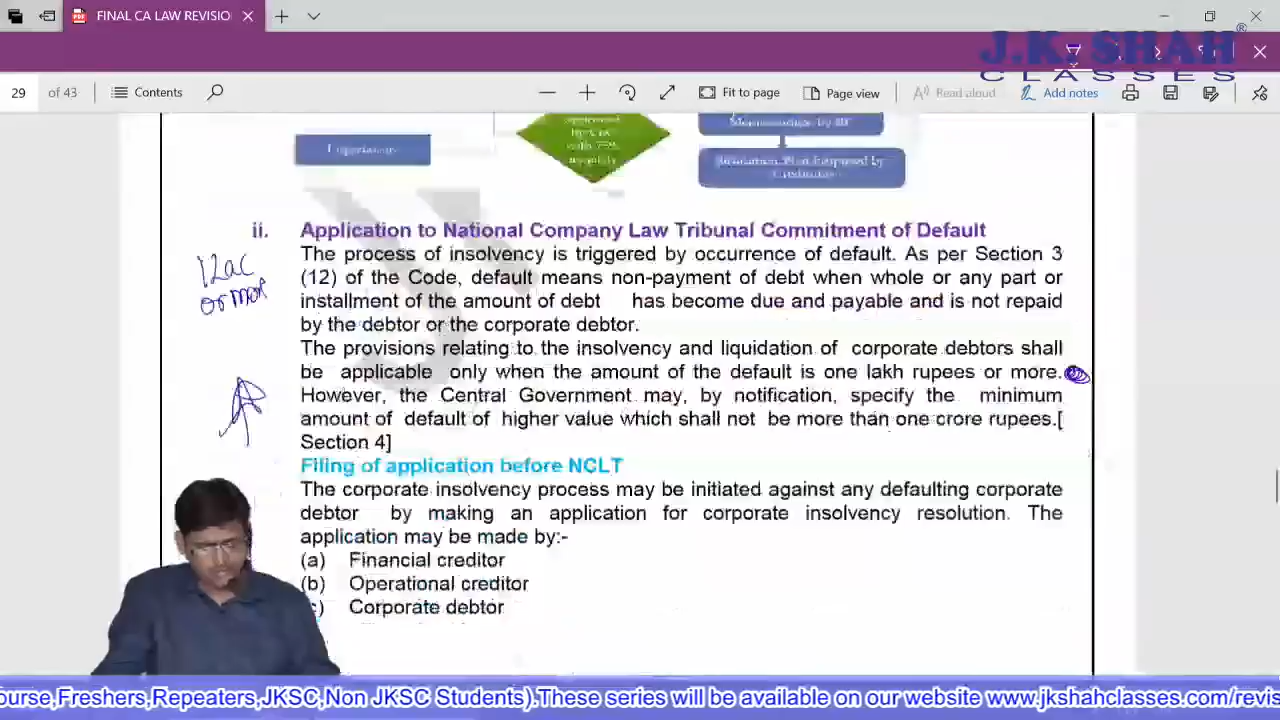 FINAL CA LAW REVISIO
J.K. SHAH
®
CLASSES
29 of 43
Contents
Fit to page
Page view
Read aloud
Add notes
ii. Application to National Company Law Tribunal Commitment of Default
The process of insolvency is triggered by occurrence of default. As per Section 3
(12) of the Code, default means non-payment of debt when whole or any part or
installment of the amount of debt has become due and payable and is not repaid
by the debtor or the corporate debtor.
The provisions relating to the insolvency and liquidation of corporate debtors shall
be applicable only when the amount of the default is one lakh rupees or more.
However, the Central Government may, by notification, specify the minimum
amount of default of higher value which shall not be more than one crore rupees.[
Section 4]
Filing of application before NCLT
The corporate insolvency process may be initiated against any defaulting corporate
debtor by making an application for corporate insolvency resolution. The
application may be made by:-
(a) Financial creditor
(b) Operational creditor
c) Corporate debtor
ourse,Freshers,Repeaters,JKSC,Non JKSC Students).These series will be available on our website www.jkshahclasses.com/revis